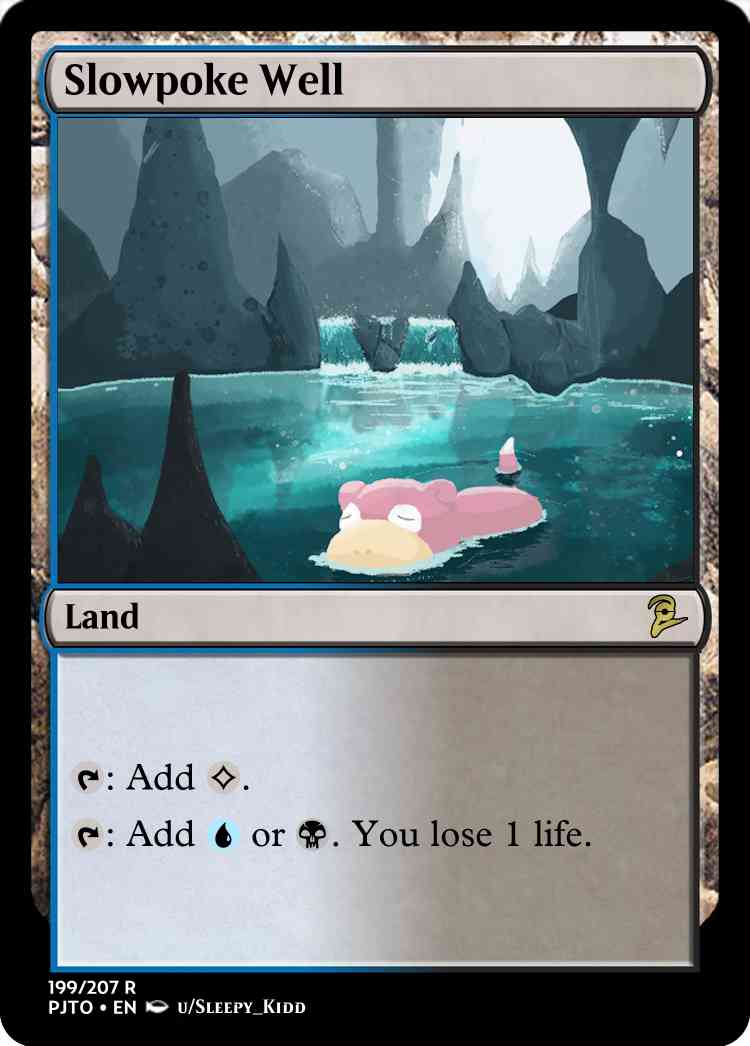 Slowpoke Well
Land
: Add .
: Add or . You lose 1 life.
199/207 R
PJTO • EN u/Sleepy_Kidd